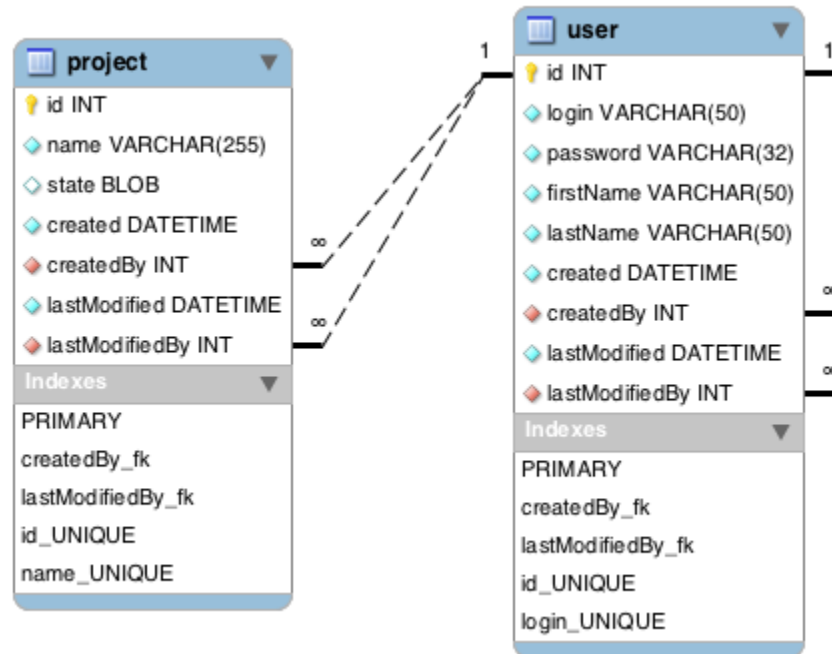 project
id INT
name VARCHAR(255)
state BLOB
created DATETIME
createdBy INT
lastModified DATETIME
lastModifiedBy INT
Indexes
PRIMARY
createdBy_fk
lastModifiedBy_fk
id_UNIQUE
name_UNIQUE
∞
∞
1
user
id INT
login VARCHAR(50)
password VARCHAR(32)
firstName VARCHAR(50)
lastName VARCHAR(50)
created DATETIME
createdBy INT
lastModified DATETIME
lastModifiedBy INT
Indexes
PRIMARY
createdBy_fk
lastModifiedBy_fk
id_UNIQUE
login_UNIQUE
1
∞
∞